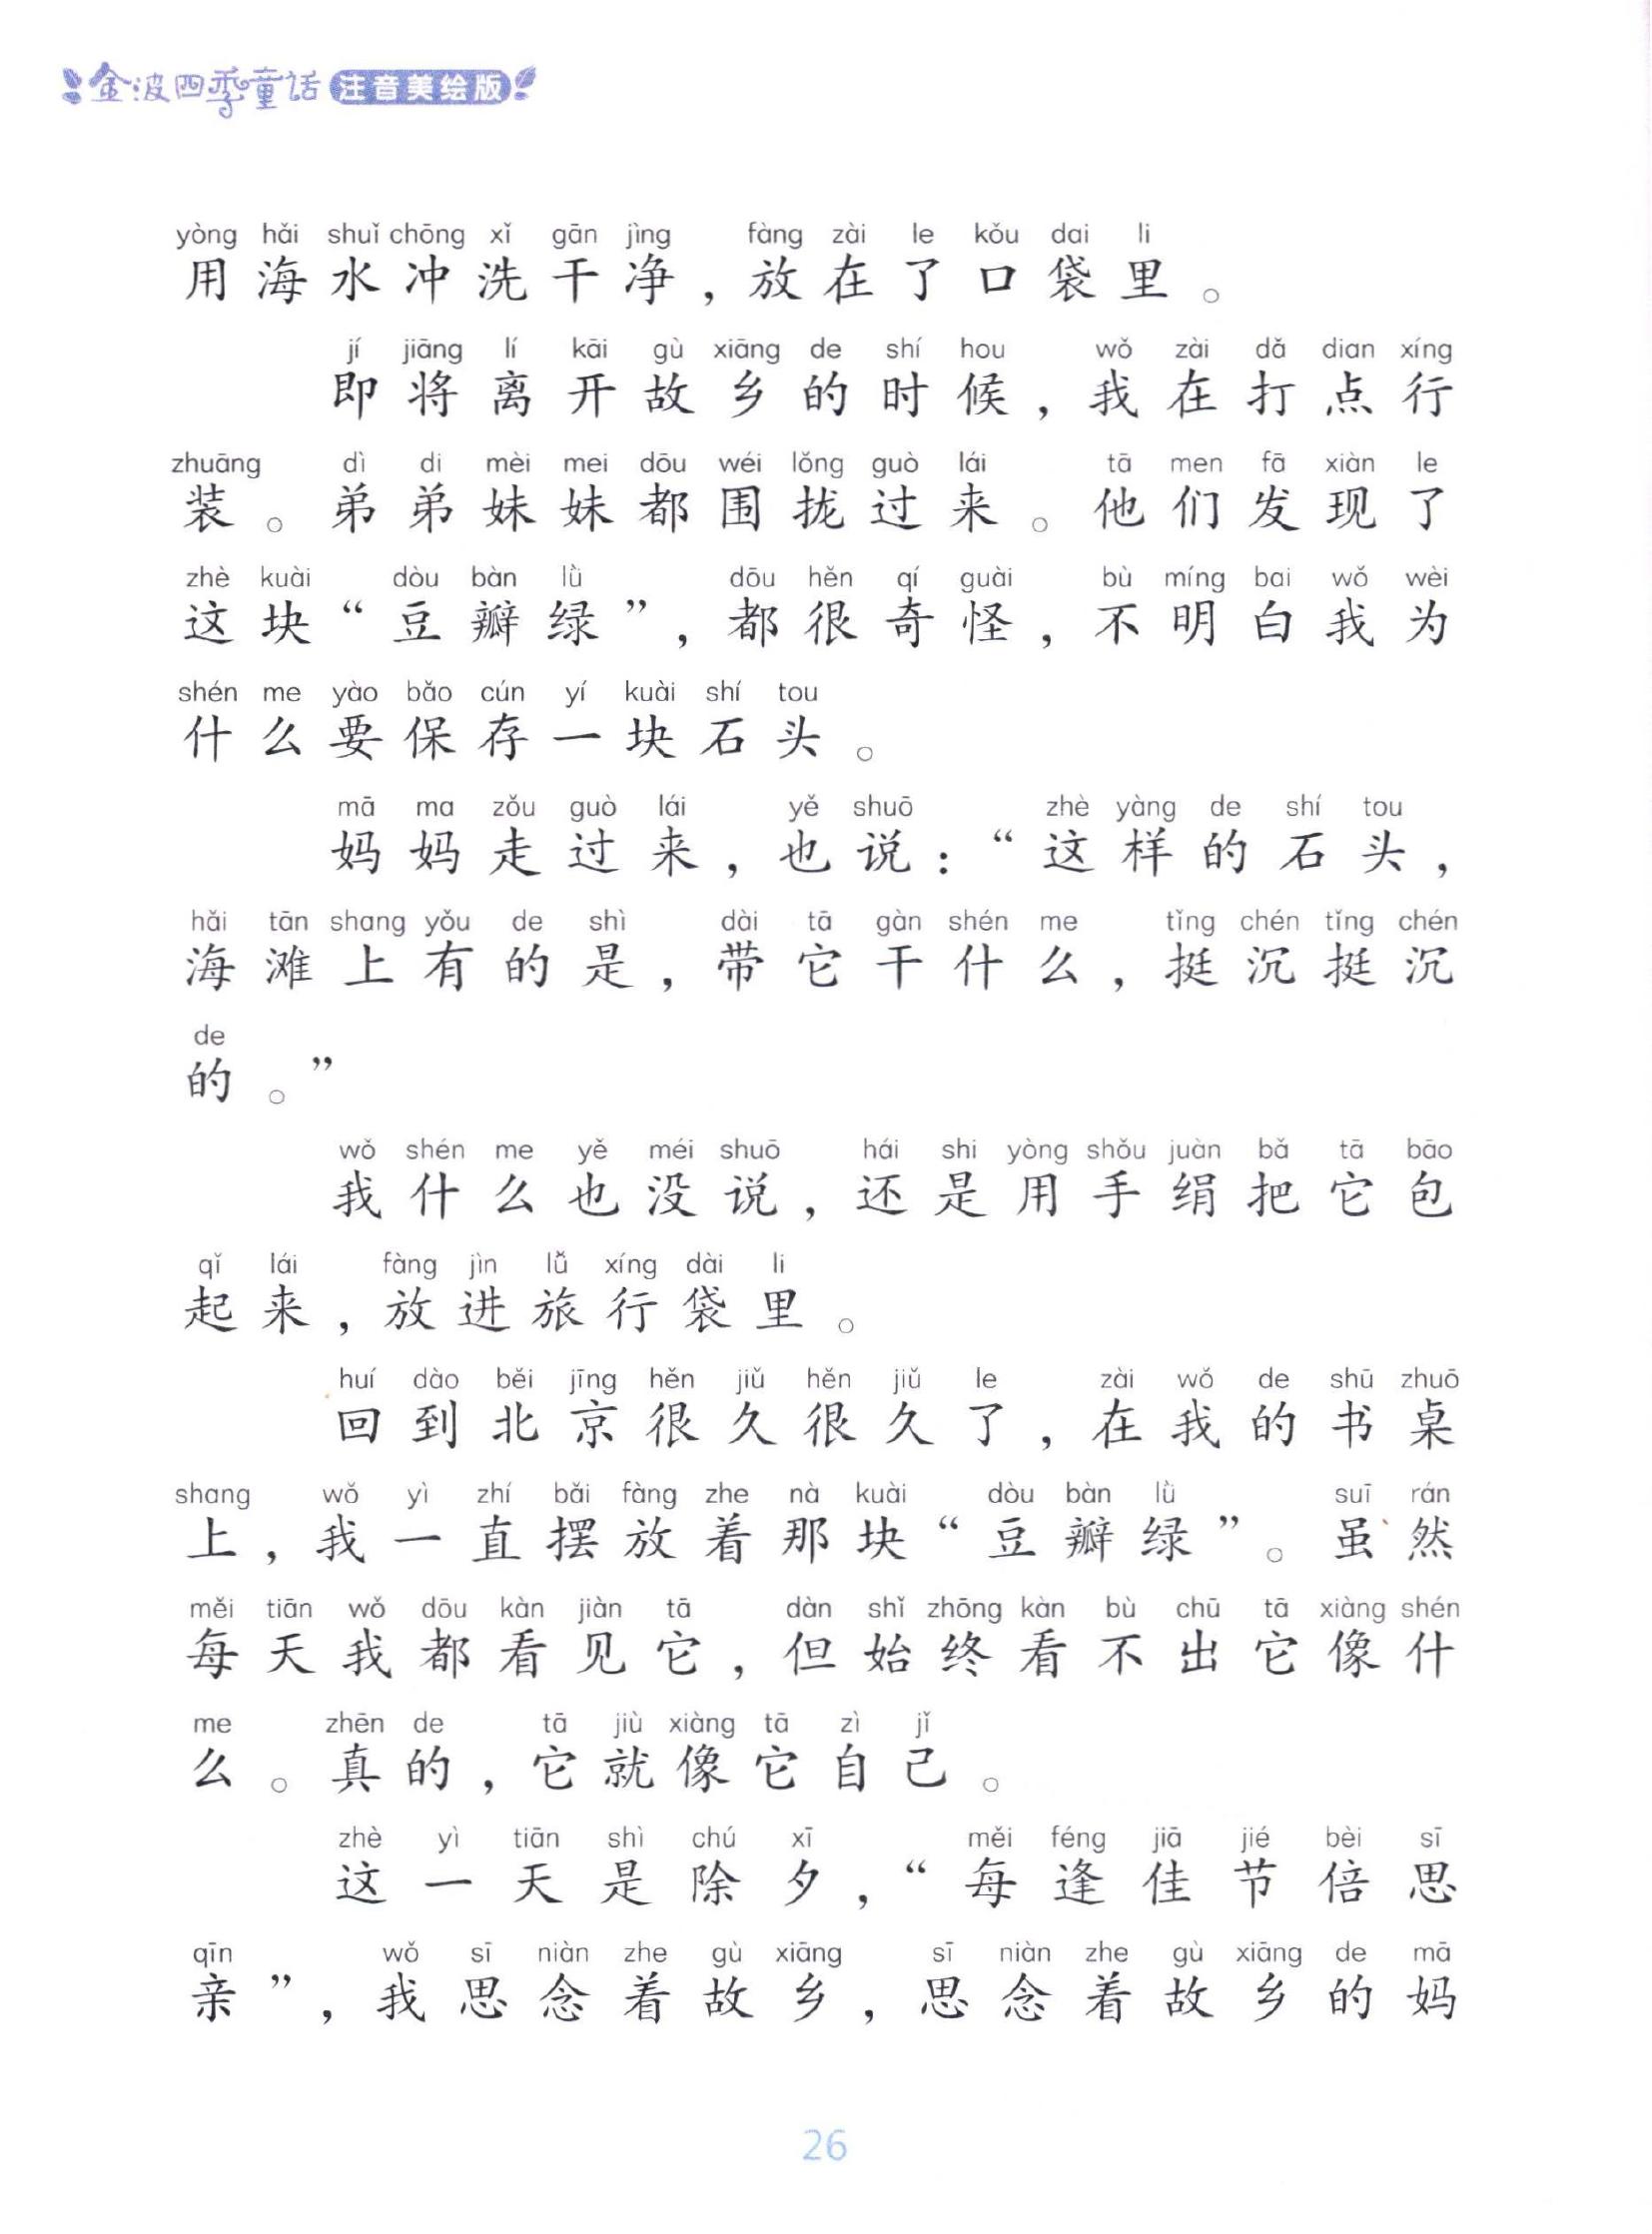 金波四季童话 注音美绘版
yòng hǎi shuǐ chōng xǐ gān jìng fàng zài le kǒu dai li
用海水冲洗干净，放在了口袋里。
jí jiāng lí kāi gù xiāng de shí hou wǒ zài dǎ dian xíng
即将离开故乡的时候，我在打点行
zhuāng dì di mèi mei dōu wéi lǒng guò lái tā men fā xiàn le
装。弟弟妹妹都围拢过来。他们发现了
zhè kuài dòu bàn lǜ dōu hěn qí guài bù míng bai wǒ wèi
这块“豆瓣绿”，都很奇怪，不明白我为
shén me yào bǎo cún yí kuài shí tou
什么要保存一块石头。
mā ma zǒu guò lái yě shuō zhè yàng de shí tou
妈妈走过来，也说：“这样的石头，
hǎi tān shang yǒu de shì dài tā gàn shén me tǐng chén tǐng chén
海滩上有的是，带它干什么，挺沉挺沉
de
的。”
wǒ shén me yě méi shuō hái shi yòng shǒu juàn bǎ tā bāo
我什么也没说，还是用手绢把它包
qǐ lái fàng jìn lǚ xíng dài li
起来，放进旅行袋里。
huí dào běi jīng hěn jiǔ hěn jiǔ le zài wǒ de shū zhuō
回到北京很久很久了，在我的书桌
shang wǒ yì zhí bǎi fàng zhe nà kuài dòu bàn lǜ suī rán
上，我一直摆放着那块“豆瓣绿”。虽然
měi tiān wǒ dōu kàn jiàn tā dàn shǐ zhōng kàn bù chū tā xiàng shén
每天我都看见它，但始终看不出它像什
me zhēn de tā jiù xiàng tā zì jǐ
么。真的，它就像它自己。
zhè yì tiān shì chú xī měi féng jiā jié bèi sī
这一天是除夕，“每逢佳节倍思
qīn wǒ sī niàn zhe gù xiāng sī niàn zhe gù xiāng de mā
亲”，我思念着故乡，思念着故乡的妈
26